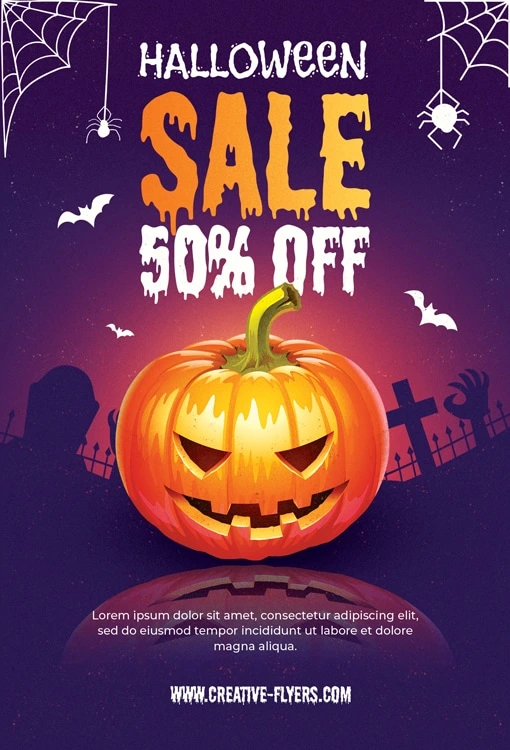 HALLOWeeN
SALE
50% OFF
Lorem ipsum dolor sit amet, consectetur adipiscing elit,
sed do eiusmod tempor incididunt ut labore et dolore
magna aliqua.
WWW.CREATIVE-FLYERS.COM